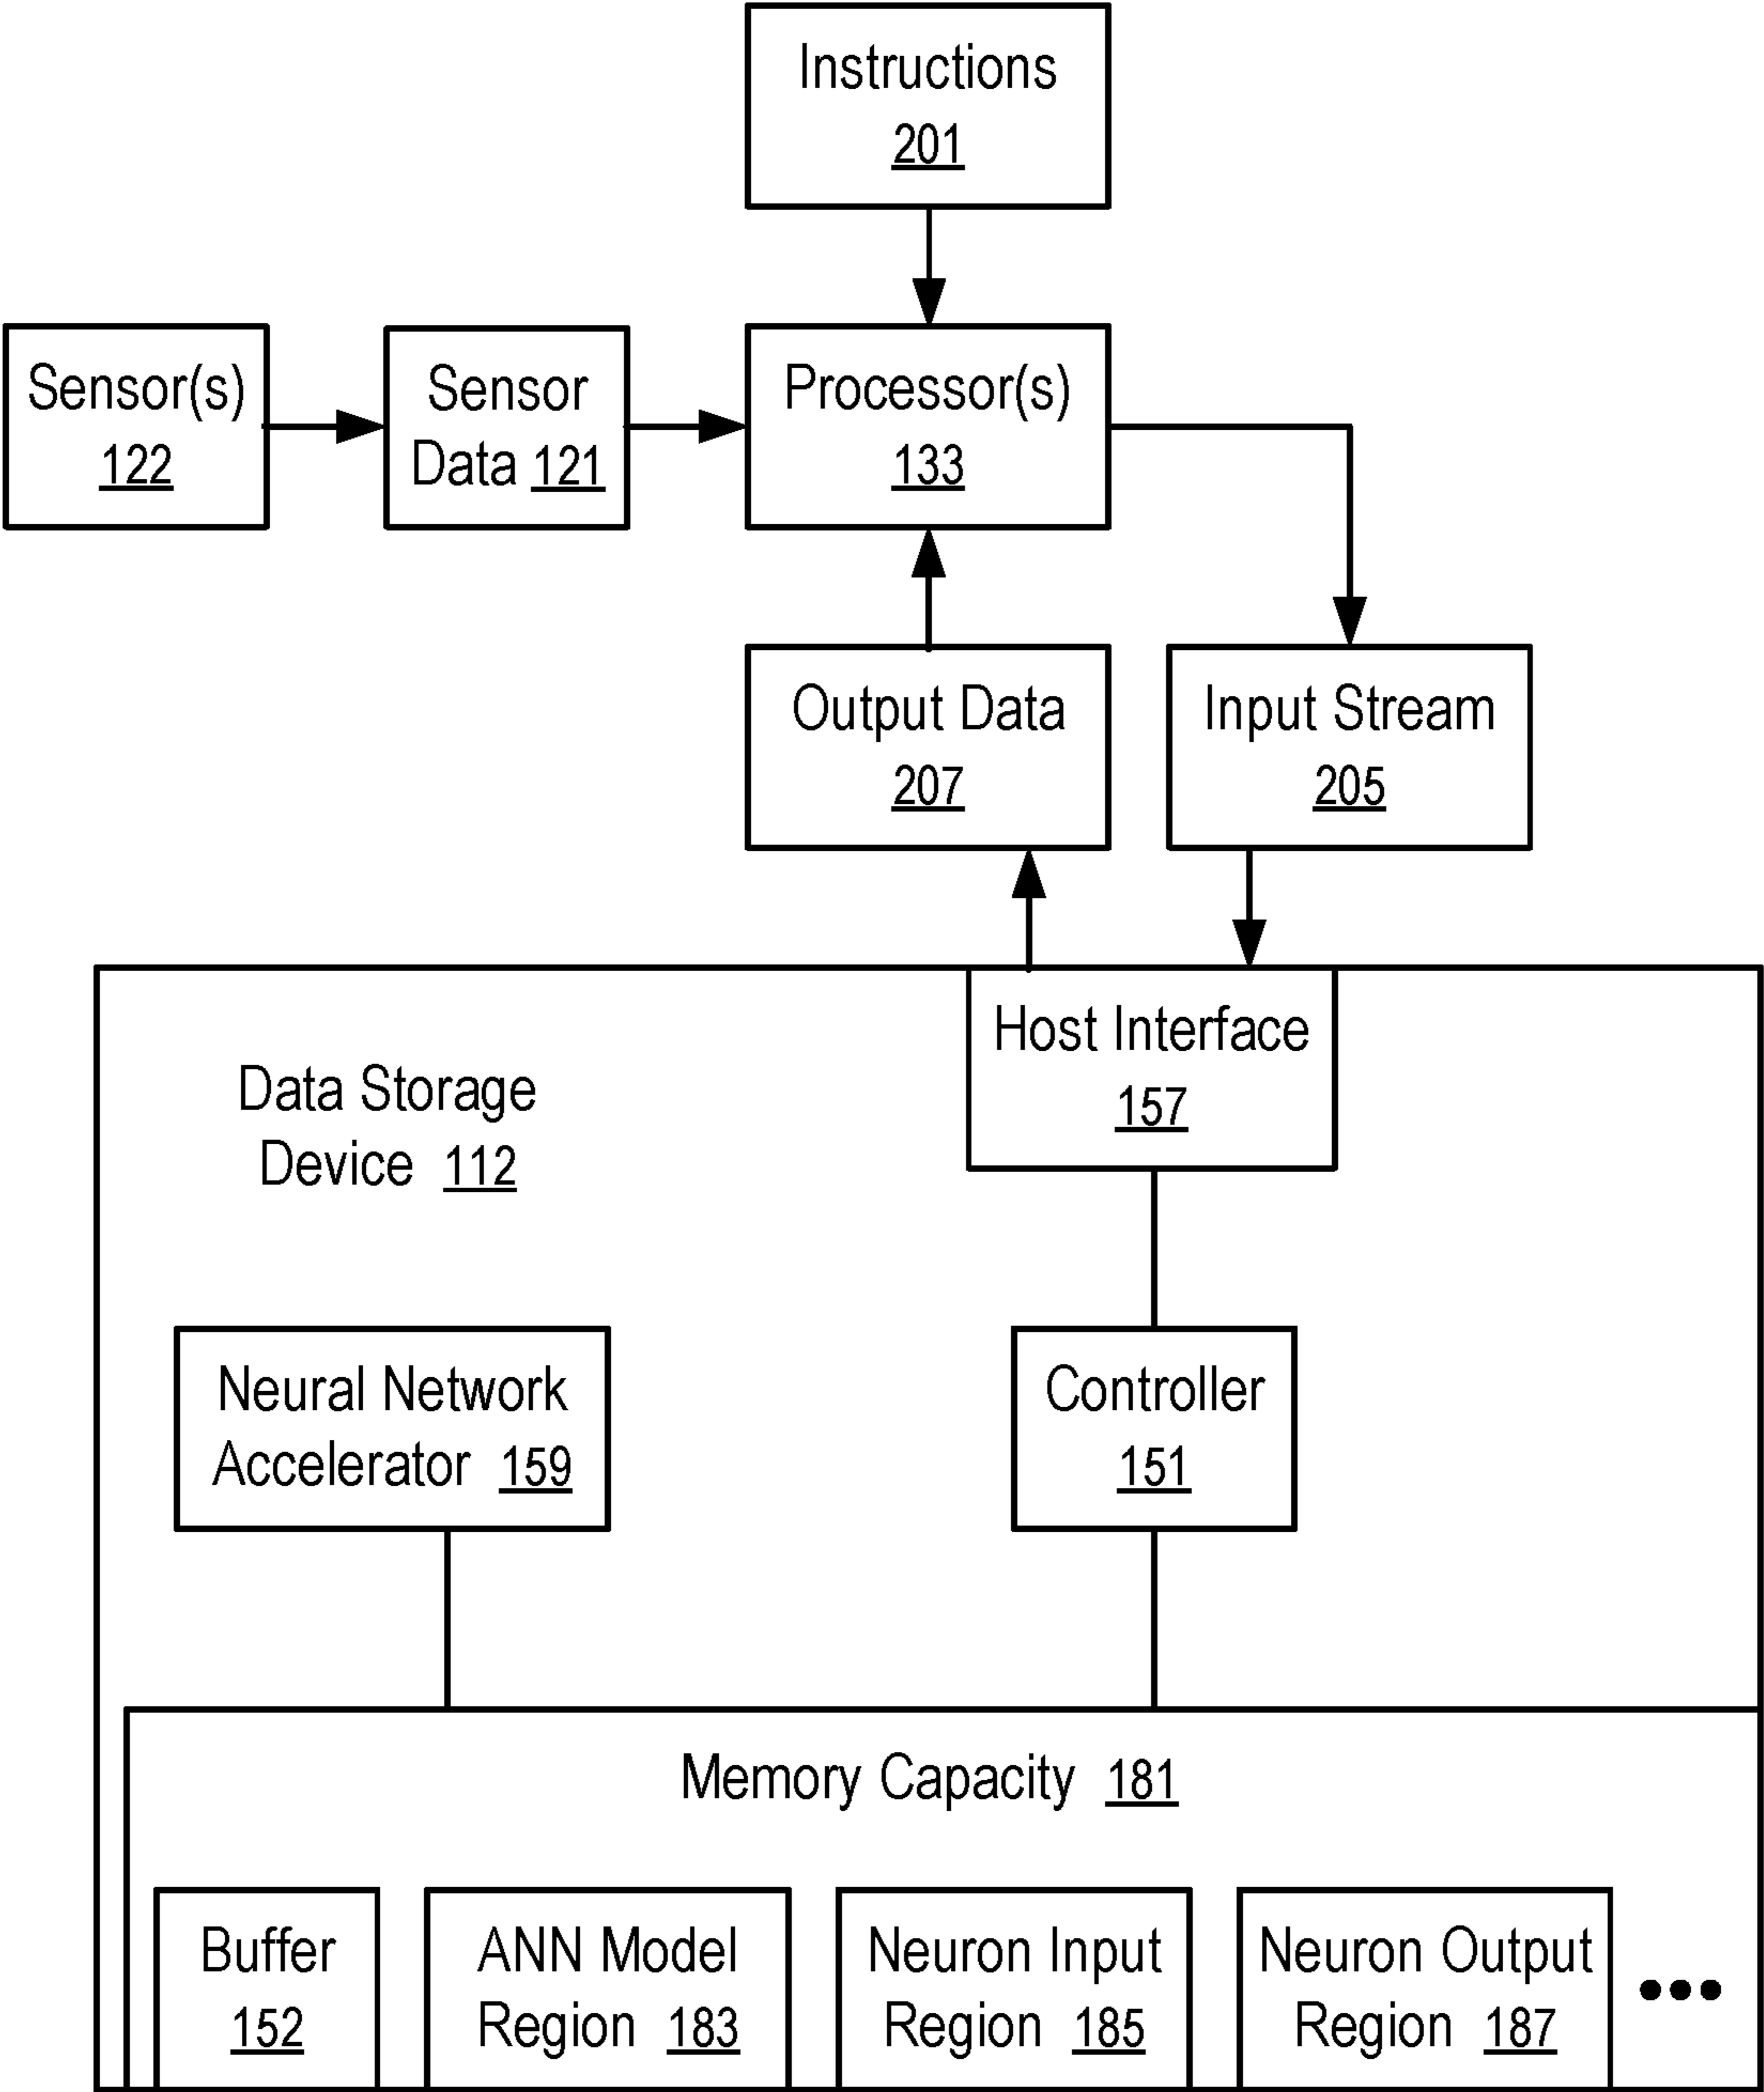 Instructions
201
Sensor(s)
122
Sensor
Data 121
Processor(s)
133
Output Data
207
Input Stream
205
Host Interface
157
Data Storage
Device 112
Neural Network
Accelerator 159
Controller
151
Memory Capacity 181
Buffer
152
ANN Model
Region 183
Neuron Input
Region 185
Neuron Output
Region 187
•••